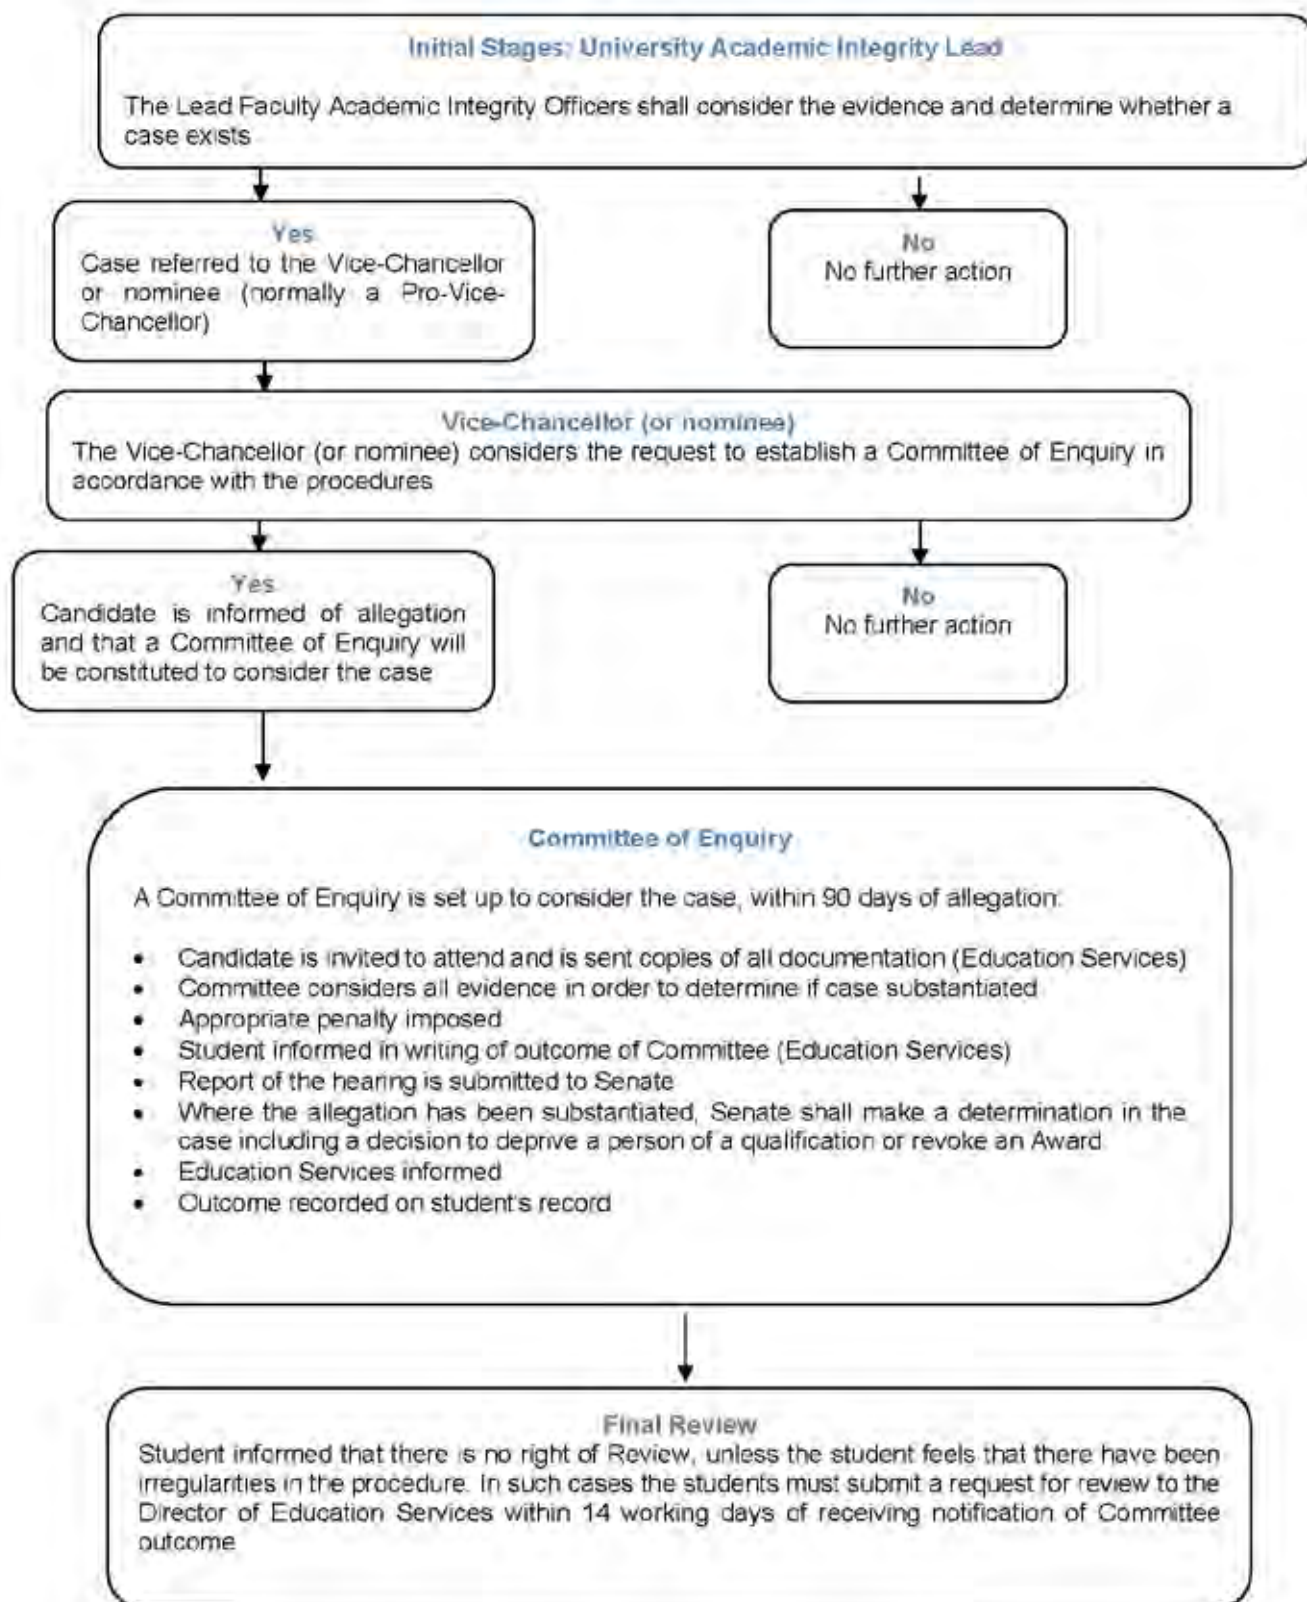 Initial Stages: University Academic Integrity Lead
The Lead Faculty Academic Integrity Officers shall consider the evidence and determine whether a
case exists
Yes
Case referred to the Vice-Chancellor
or nominee (normally a Pro-Vice-
Chancellor)
No
No further action
Vice-Chancellor (or nominee)
The Vice-Chancellor (or nominee) considers the request to establish a Committee of Enquiry in
accordance with the procedures
Yes
Candidate is informed of allegation
and that a Committee of Enquiry will
be constituted to consider the case
No
No further action
Committee of Enquiry
A Committee of Enquiry is set up to consider the case, within 90 days of allegation:
• Candidate is invited to attend and is sent copies of all documentation (Education Services)
• Committee considers all evidence in order to determine if case substantiated
• Appropriate penalty imposed
• Student informed in writing of outcome of Committee (Education Services)
• Report of the hearing is submitted to Senate
• Where the allegation has been substantiated, Senate shall make a determination in the
case including a decision to deprive a person of a qualification or revoke an Award
• Education Services informed
• Outcome recorded on student's record
Final Review
Student informed that there is no right of Review, unless the student feels that there have been
irregularities in the procedure. In such cases the students must submit a request for review to the
Director of Education Services within 14 working days of receiving notification of Committee
outcome